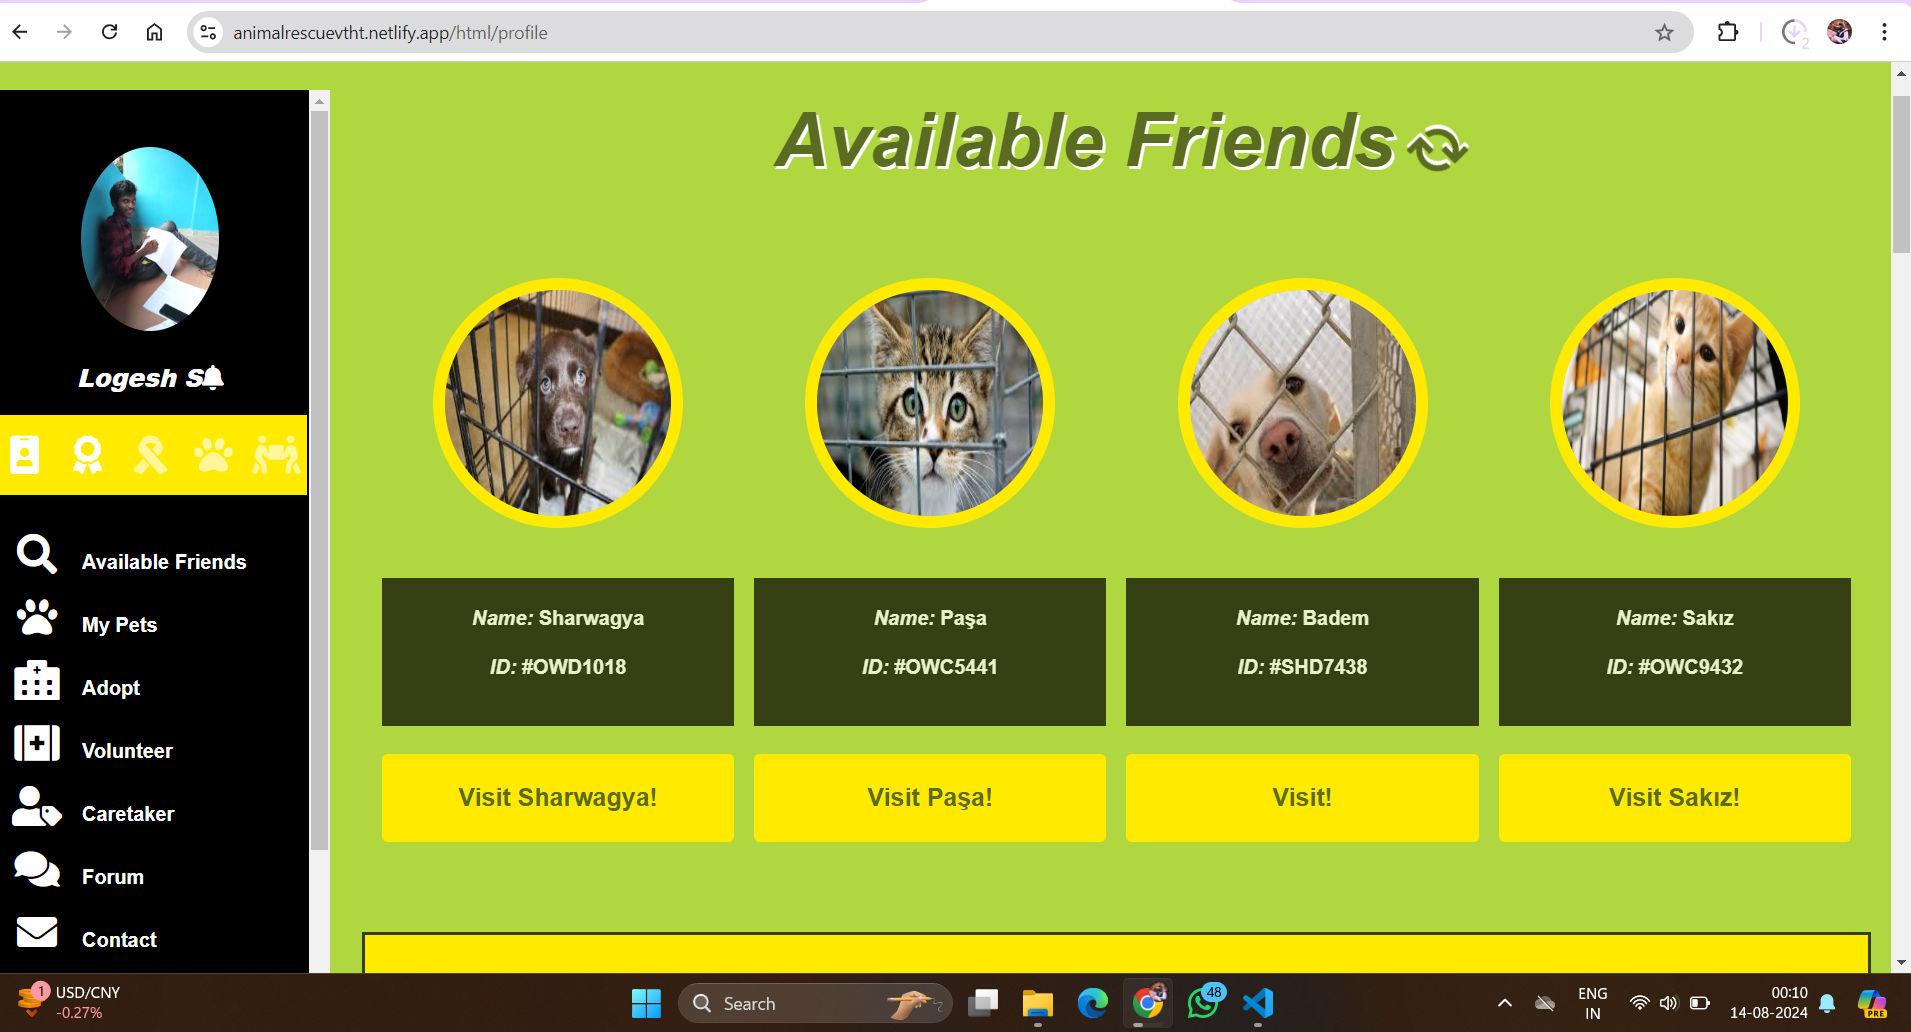 animalrescuevtht.netlify.app/html/profile
2
Available Friends
Logesh S
Available Friends
My Pets
Adopt
Volunteer
Caretaker
Forum
Contact
Name: Sharwagya
ID: #OWD1018
Visit Sharwagya!
Name: Paşa
ID: #OWC5441
Visit Paşa!
Name: Badem
ID: #SHD7438
Visit!
Name: Sakız
ID: #OWC9432
Visit Sakız!
1
USD/CNY
-0.27%
Search
48
ENG
IN
00:10
14-08-2024
PRE